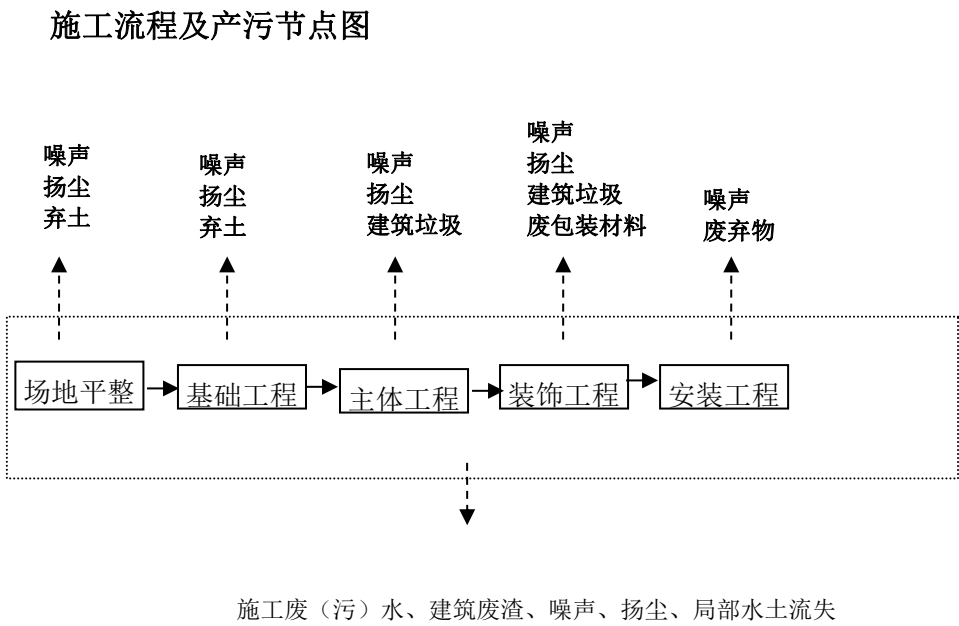 施工流程及产污节点图
噪声
扬尘
弃土
噪声
扬尘
弃土
噪声
扬尘
建筑垃圾
噪声
扬尘
建筑垃圾
废包装材料
噪声
废弃物
场地平整
基础工程
主体工程
装饰工程
安装工程
施工废（污）水、建筑废渣、噪声、扬尘、局部水土流失